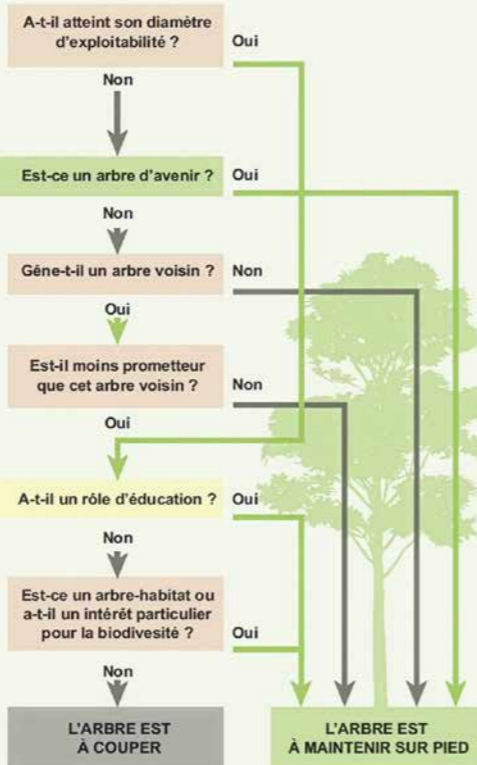 A-t-il atteint son diamètre
d'exploitabilité ?
Oui
Non
Est-ce un arbre d'avenir ?
Oui
Non
Gêne-t-il un arbre voisin ?
Non
Oui
Est-il moins prometteur
que cet arbre voisin ?
Non
Oui
A-t-il un rôle d'éducation ?
Oui
Non
Est-ce un arbre-habitat ou
a-t-il un intérêt particulier
pour la biodivesité ?
Oui
Non
L'ARBRE EST
À COUPER
L'ARBRE EST
À MAINTENIR SUR PIED